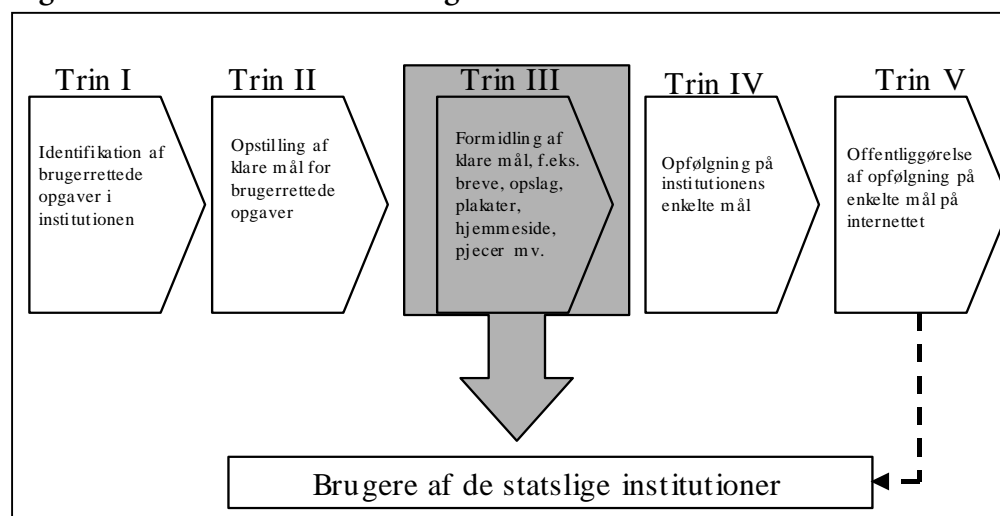 Trin I
Identifikation af
brugerrettede
opgaver i
institutionen
Trin II
Opstilling af
klare mål for
brugerrettede
opgaver
Trin III
Formidling af
klare mål, f.eks.
breve, opslag,
plakater,
hjemmeside,
pjecer mv.
Trin IV
Opfølgning på
institutionens
enkelte mål
Trin V
Offentliggørelse
af opfølgning på
enkelte mål på
internettet
Brugere af de statslige institutioner